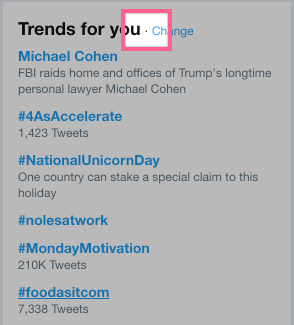 Trends for you · Change
Michael Cohen
FBI raids home and offices of Trump's longtime
personal lawyer Michael Cohen
#4AsAccelerate
1,423 Tweets
#NationalUnicornDay
One country can stake a special claim to this
holiday
#nolesatwork
#MondayMotivation
210K Tweets
#foodasitcom
7,338 Tweets